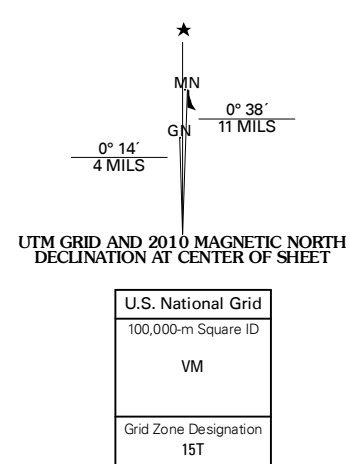 MN
0° 38´
11 MILS
GN
0° 14´
4 MILS
UTM GRID AND 2010 MAGNETIC NORTH
DECLINATION AT CENTER OF SHEET
U.S. National Grid
100,000-m Square ID
VM
Grid Zone Designation
15T